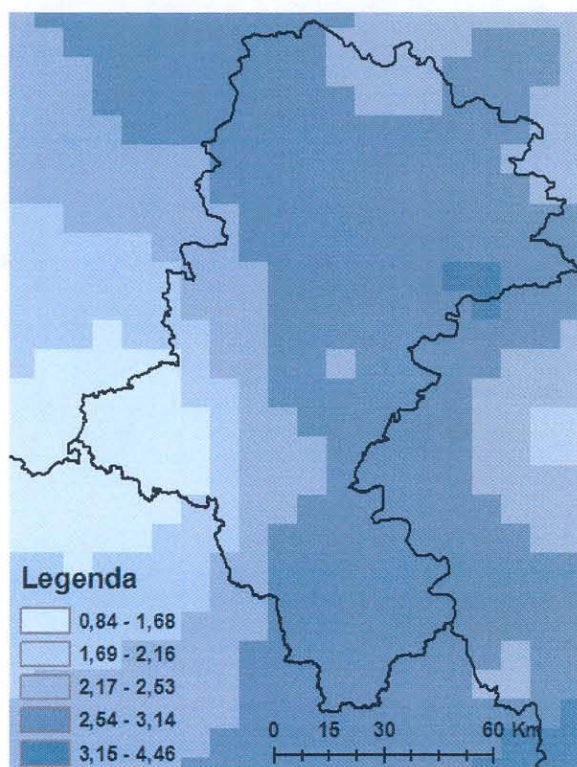 Legenda
0,84 - 1,68
1,69 - 2,16
2,17 - 2,53
2,54 - 3,14
3,15 - 4,46
0 15 30 60 Km